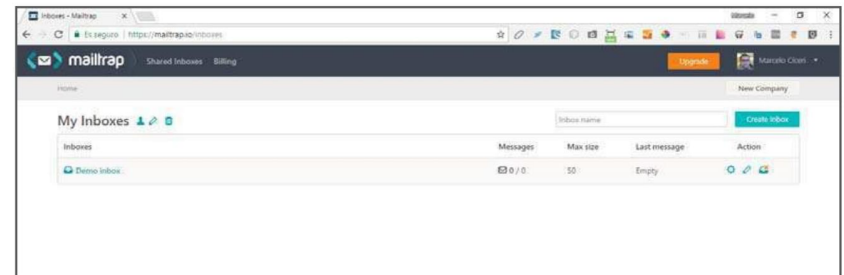 Inboxes - Mailtrap
Es seguro https://mailtrap.io/inboxes
mailtrap Shared Inboxes Billing Upgrade Marcelo Ciceri
Home New Company
My Inboxes Inbox name Create Inbox
Inboxes Messages Max size Last message Action
Demo inbox 0 / 0 50 Empty